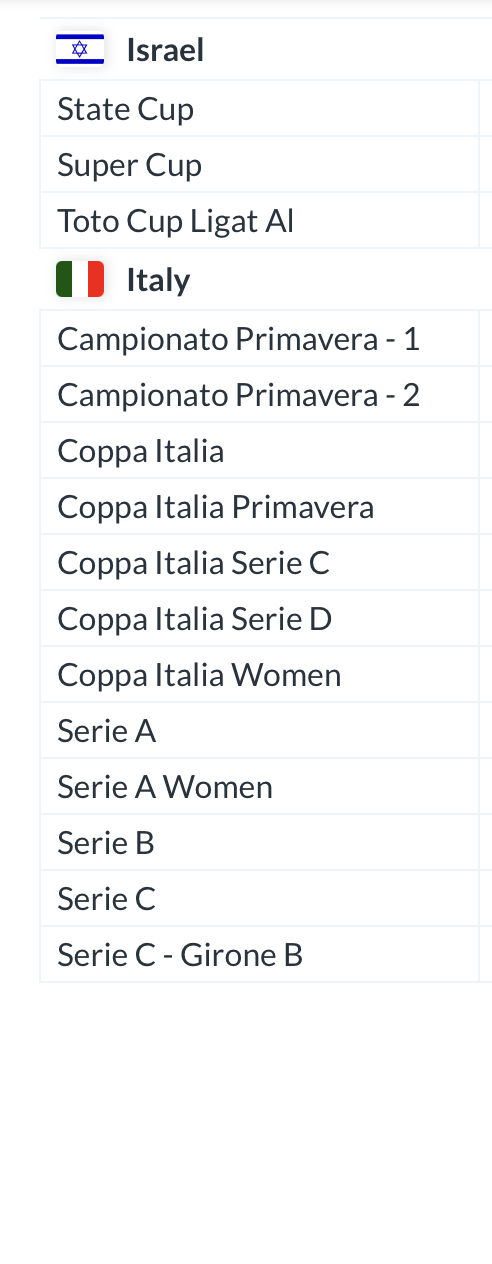 Israel
State Cup
Super Cup
Toto Cup Ligat Al
Italy
Campionato Primavera - 1
Campionato Primavera - 2
Coppa Italia
Coppa Italia Primavera
Coppa Italia Serie C
Coppa Italia Serie D
Coppa Italia Women
Serie A
Serie A Women
Serie B
Serie C
Serie C - Girone B